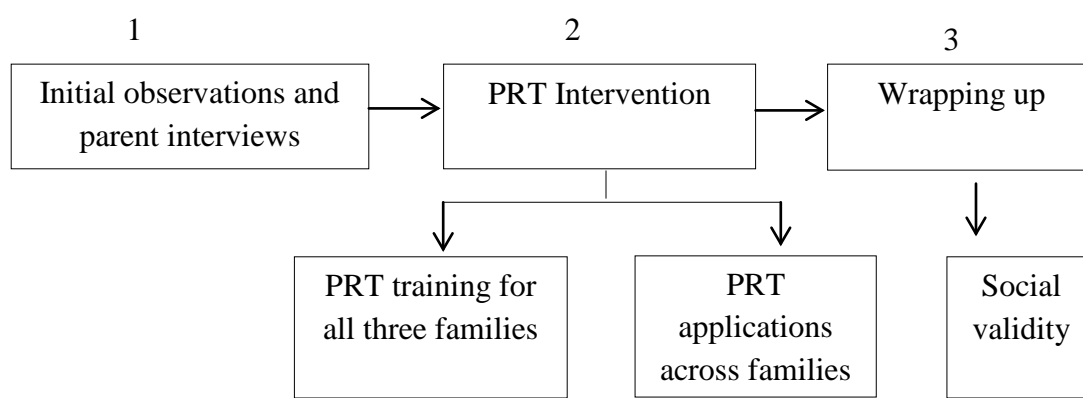 1
Initial observations and
parent interviews
2
PRT Intervention
3
Wrapping up
PRT training for
all three families
PRT
applications
across families
Social
validity